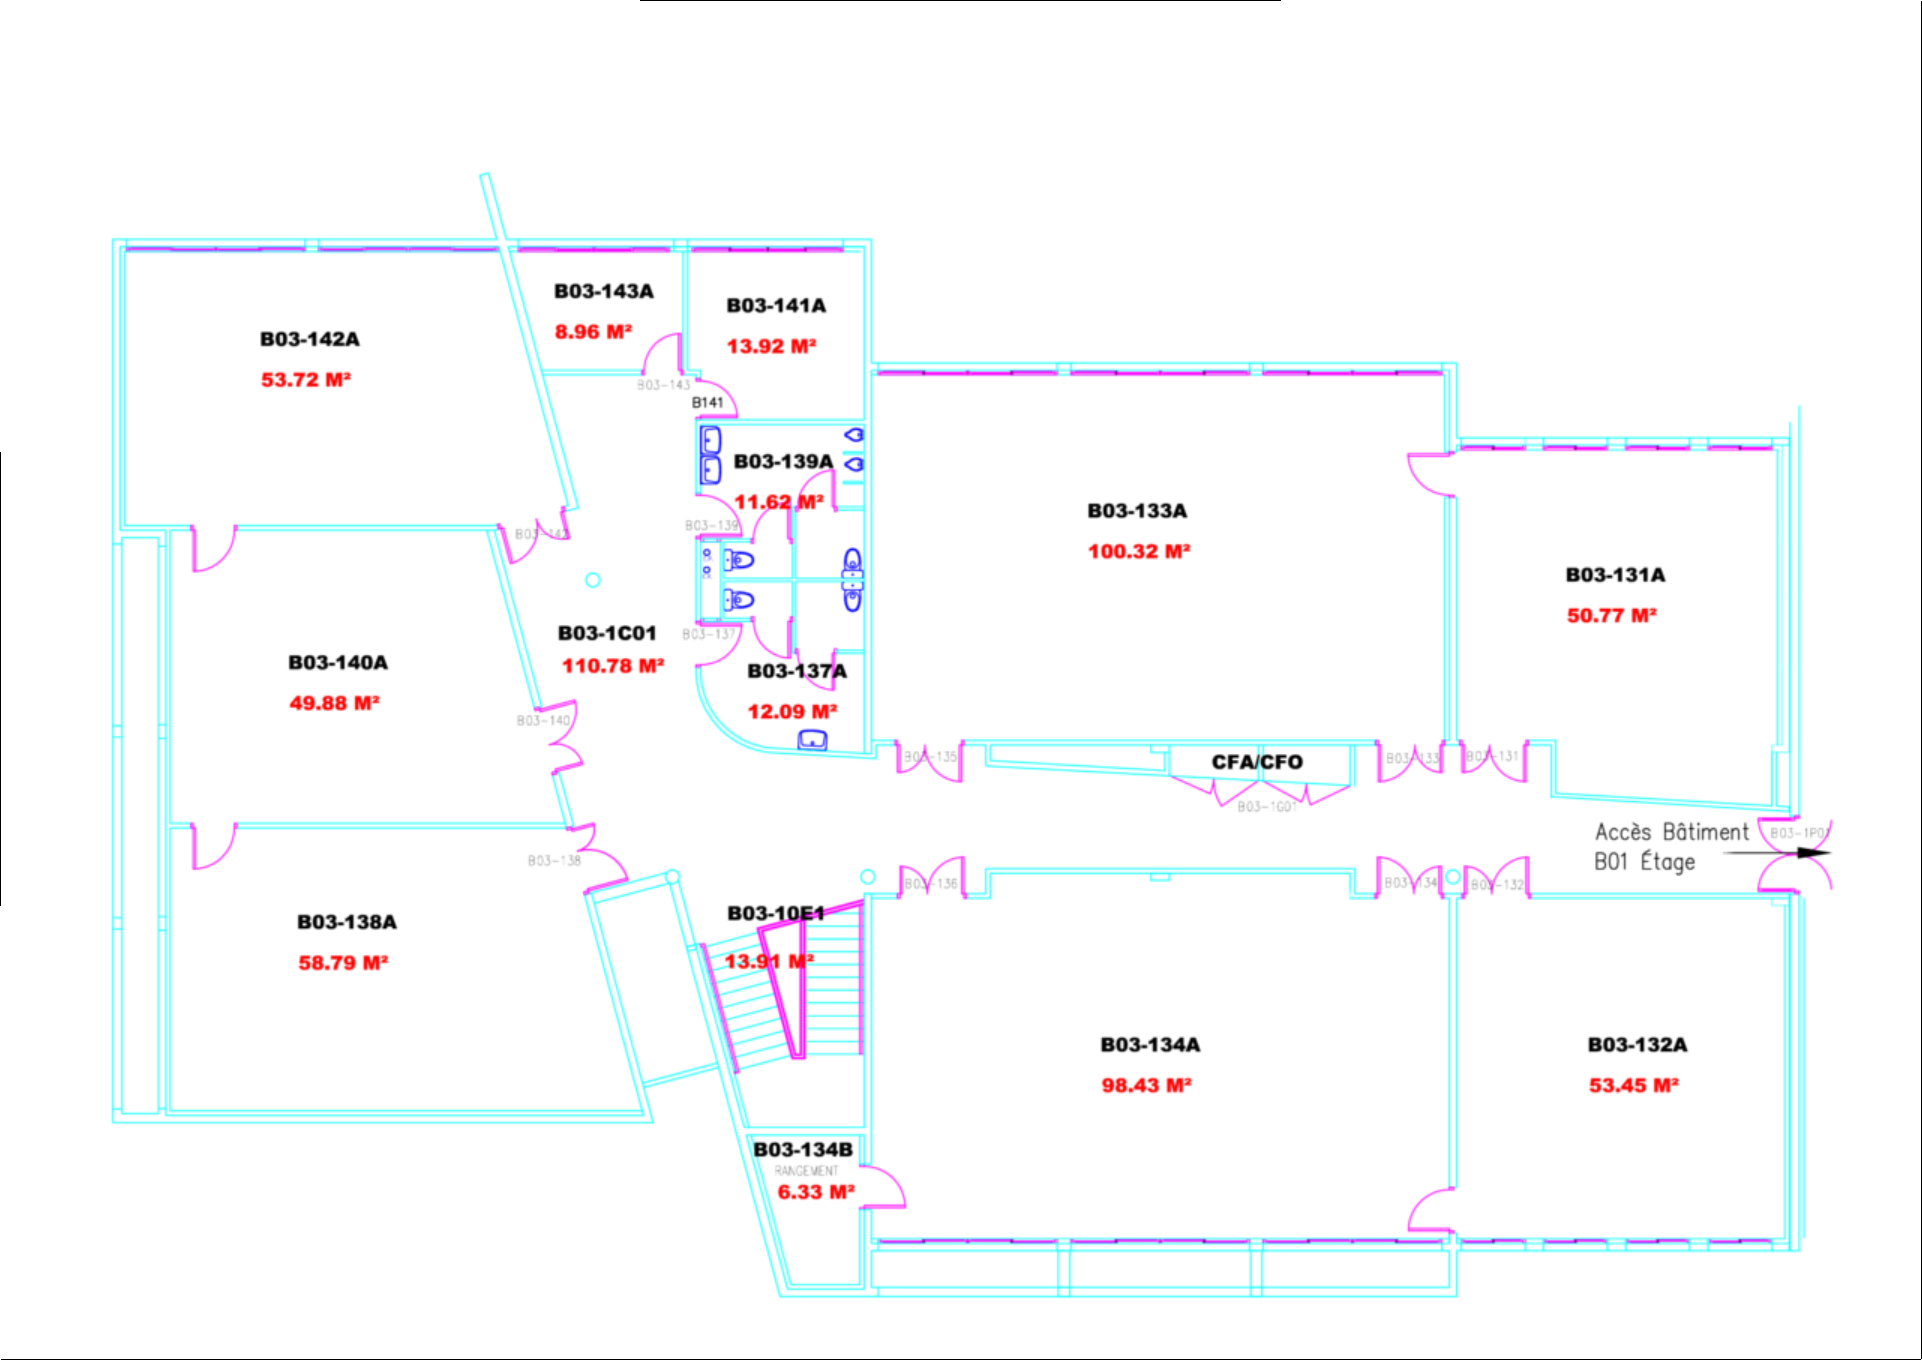 B03-143A
8.96 M²
B03-141A
13.92 M²
B03-142A
53.72 M²
B03-143
B141
B03-139A
11.62 M²
B03-139
B03-142
B03-133A
100.32 M²
B03-131A
50.77 M²
B03-1C01
110.78 M²
B03-137
B03-137A
12.09 M²
B03-140A
49.88 M²
B03-140
B03-135
CFA/CFO
B03-133
B03-131
B03-1G01
Accès Bâtiment
B01 Étage
B03-1P01
B03-138
B03-136
B03-134
B03-132
B03-138A
58.79 M²
B03-10E1
13.91 M²
B03-134A
98.43 M²
B03-132A
53.45 M²
B03-134B
RANGEMENT
6.33 M²